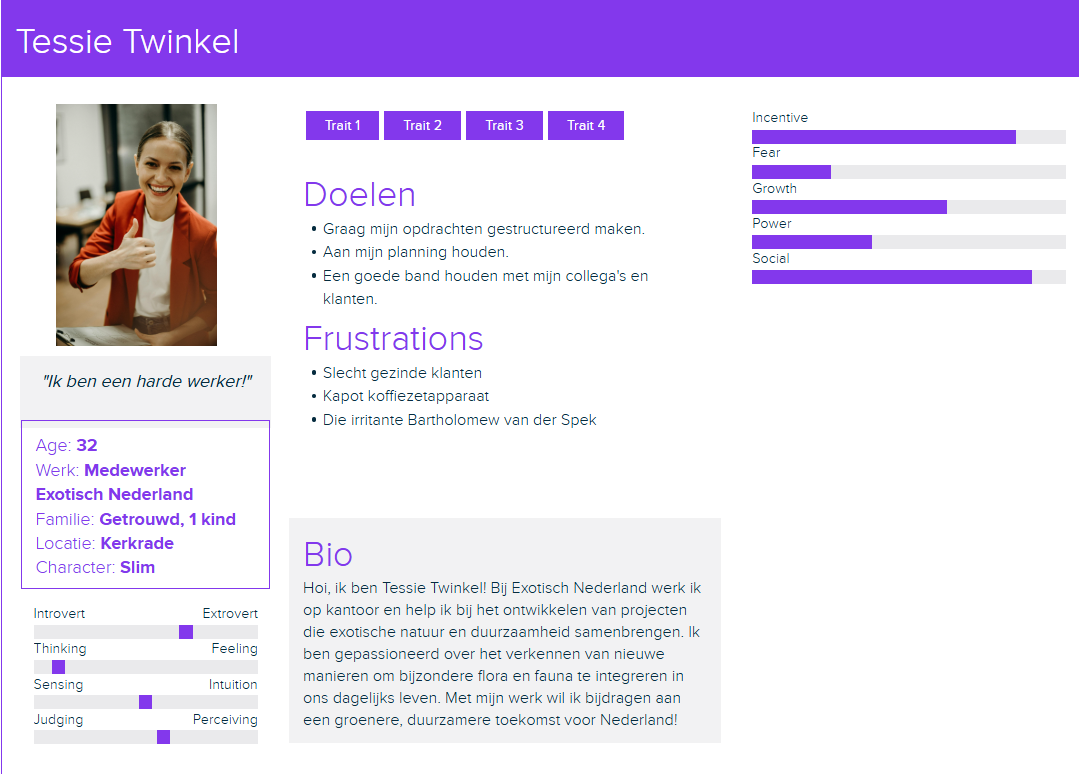 Tessie Twinkel
"Ik ben een harde werker!"
Age: 32
Werk: Medewerker
Exotisch Nederland
Familie: Getrouwd, 1 kind
Locatie: Kerkrade
Character: Slim
Introvert Extrovert
Thinking Feeling
Sensing Intuition
Judging Perceiving
Trait 1 Trait 2 Trait 3 Trait 4
Doelen
• Graag mijn opdrachten gestructureerd maken.
• Aan mijn planning houden.
• Een goede band houden met mijn collega's en
klanten.
Frustrations
• Slecht gezinde klanten
• Kapot koffiezetapparaat
• Die irritante Bartholomew van der Spek
Bio
Hoi, ik ben Tessie Twinkel! Bij Exotisch Nederland werk ik
op kantoor en help ik bij het ontwikkelen van projecten
die exotische natuur en duurzaamheid samenbrengen. Ik
ben gepassioneerd over het verkennen van nieuwe
manieren om bijzondere flora en fauna te integreren in
ons dagelijks leven. Met mijn werk wil ik bijdragen aan
een groenere, duurzamere toekomst voor Nederland!
Incentive
Fear
Growth
Power
Social